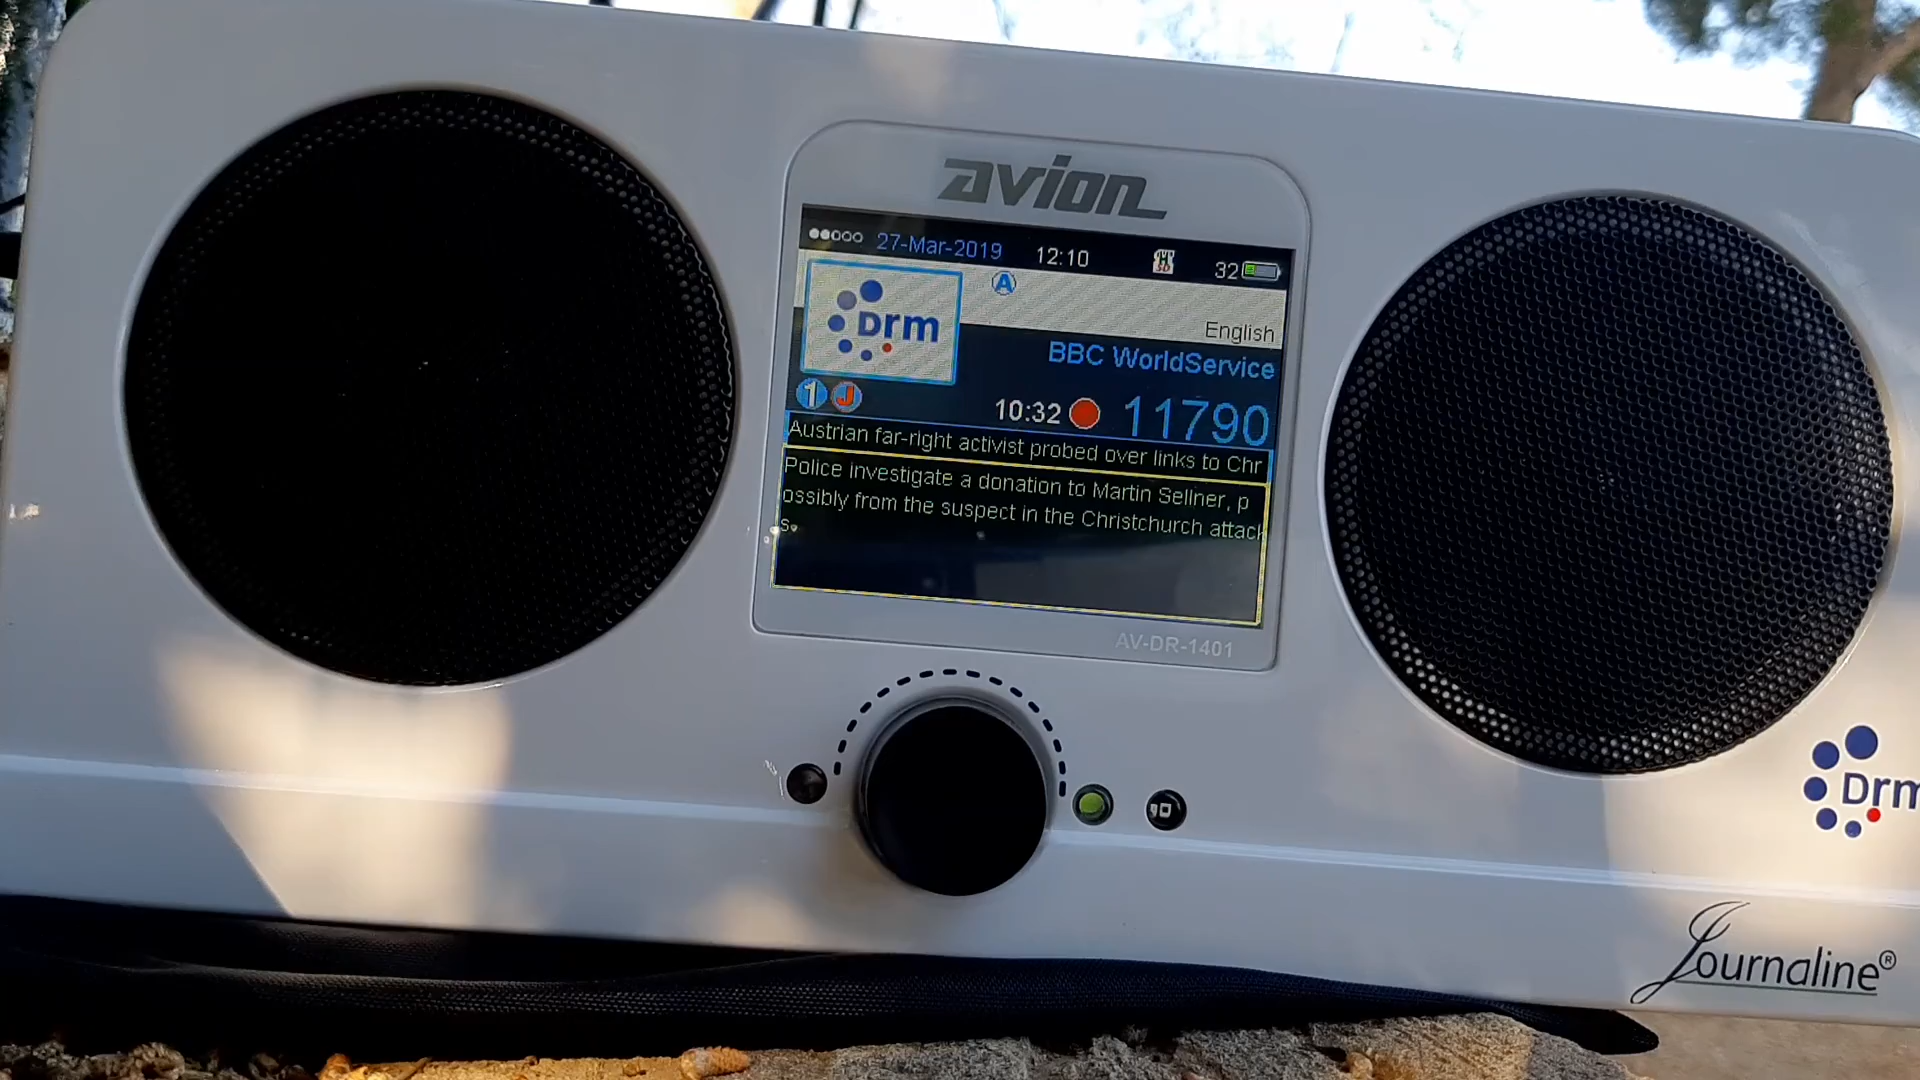 avion
27-Mar-2019 12:10 32
A
Drm
English
BBC WorldService
1 J 10:32 11790
Austrian far-right activist probed over links to Chr
Police investigate a donation to Martin Sellner, p
ossibly from the suspect in the Christchurch attack
s.
AV-DR-1401
Drm
Journaline®